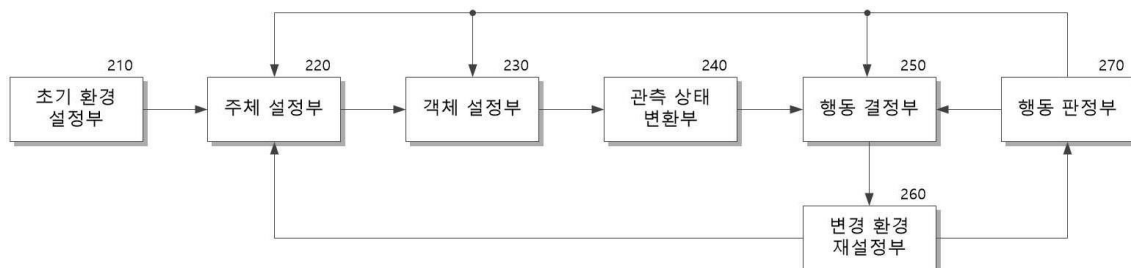 210
초기 환경
설정부
220
주체 설정부
230
객체 설정부
240
관측 상태
변환부
250
행동 결정부
270
행동 판정부
260
변경 환경
재설정부